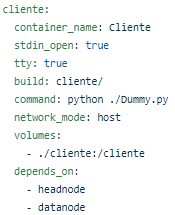 cliente:
  container_name: Cliente
  stdin_open: true
  tty: true
  build: cliente/
  command: python ./Dummy.py
  network_mode: host
  volumes:
    - ./cliente:/cliente
  depends_on:
    - headnode
    - datanode